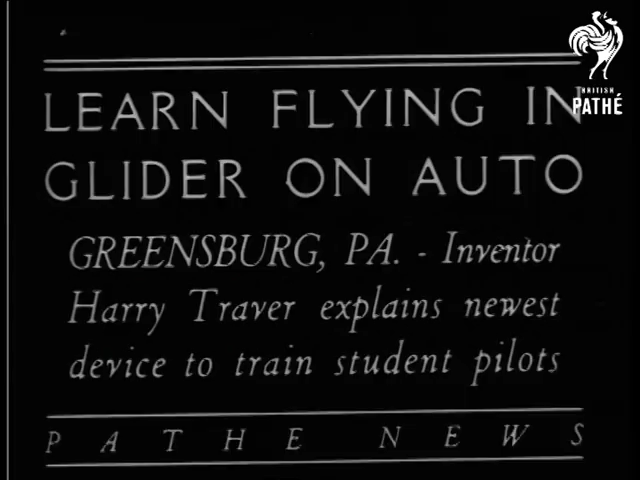 BRITISH
PATHÉ
LEARN FLYING IN
GLIDER ON AUTO
GREENSBURG, PA. - Inventor
Harry Traver explains newest
device to train student pilots
PATHE NEWS